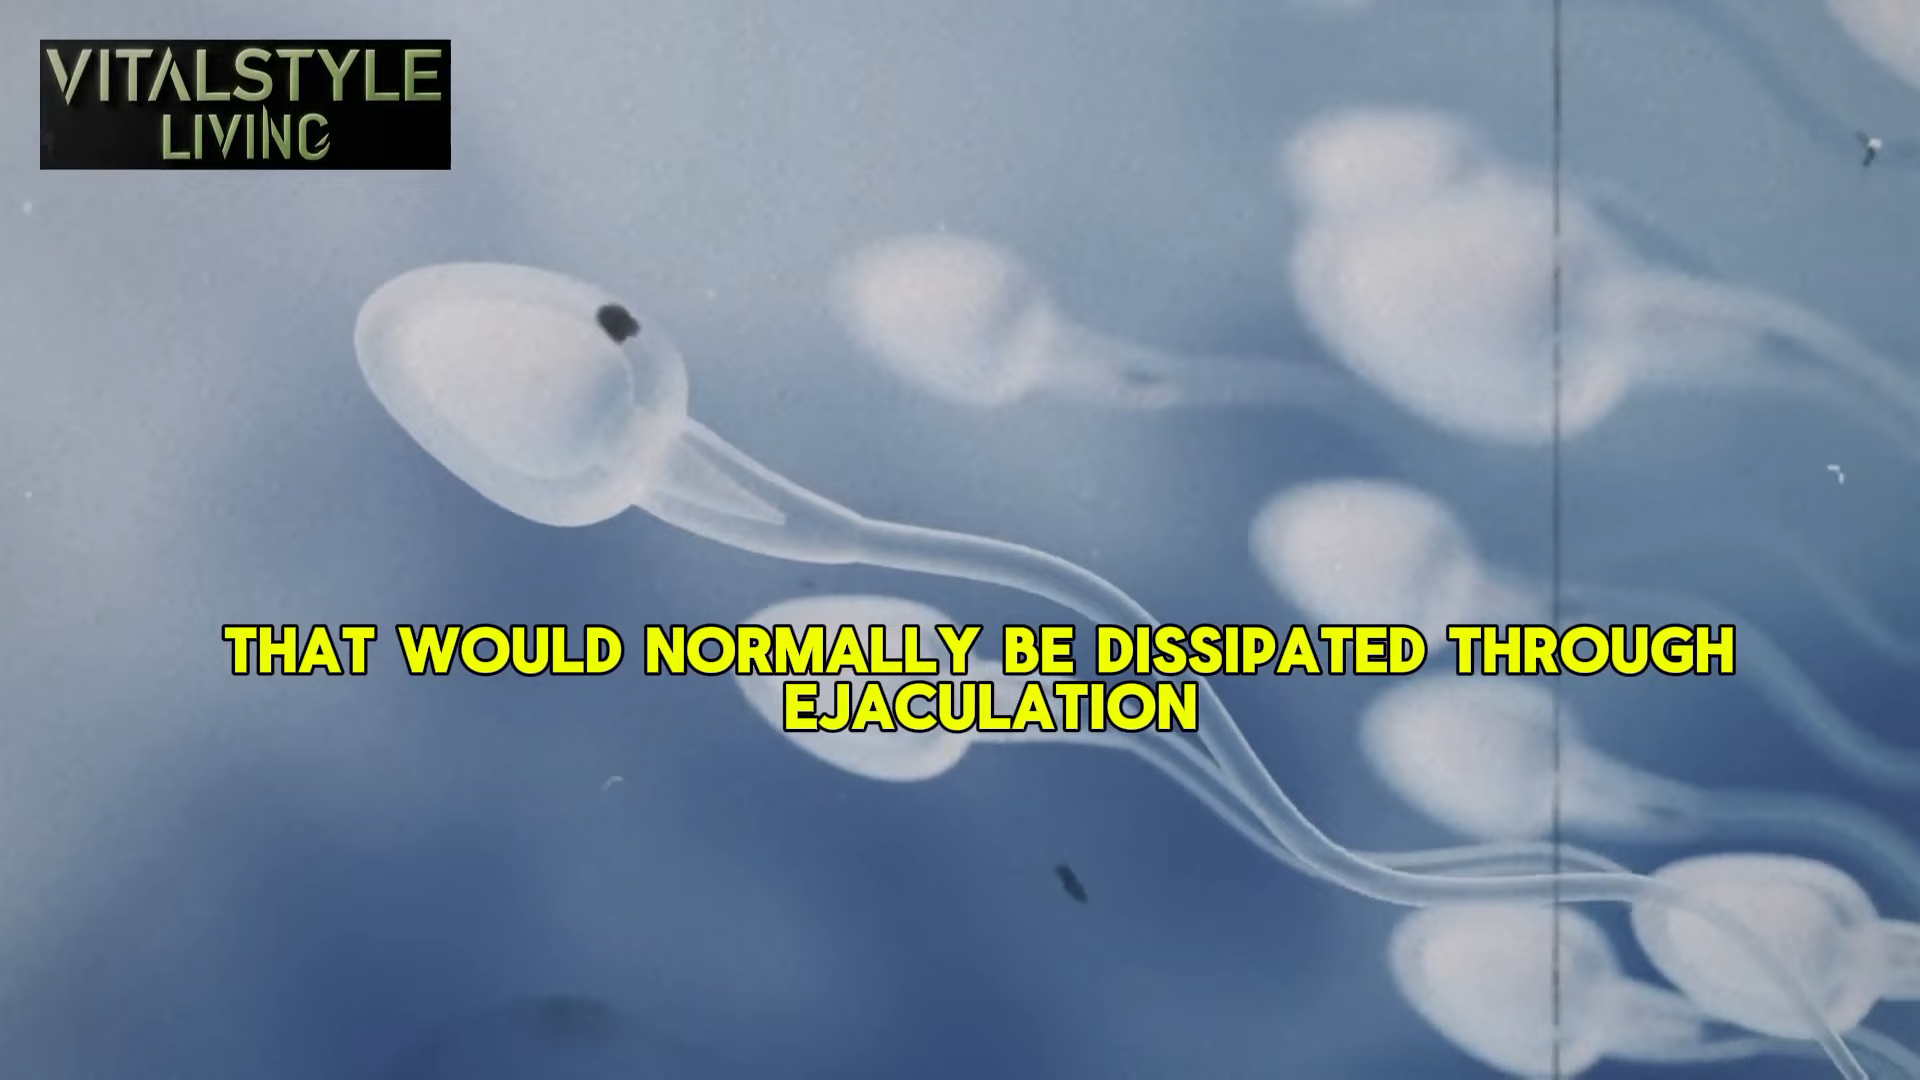 VITALSTYLE
LIVING
THAT WOULD NORMALLY BE DISSIPATED THROUGH
EJACULATION